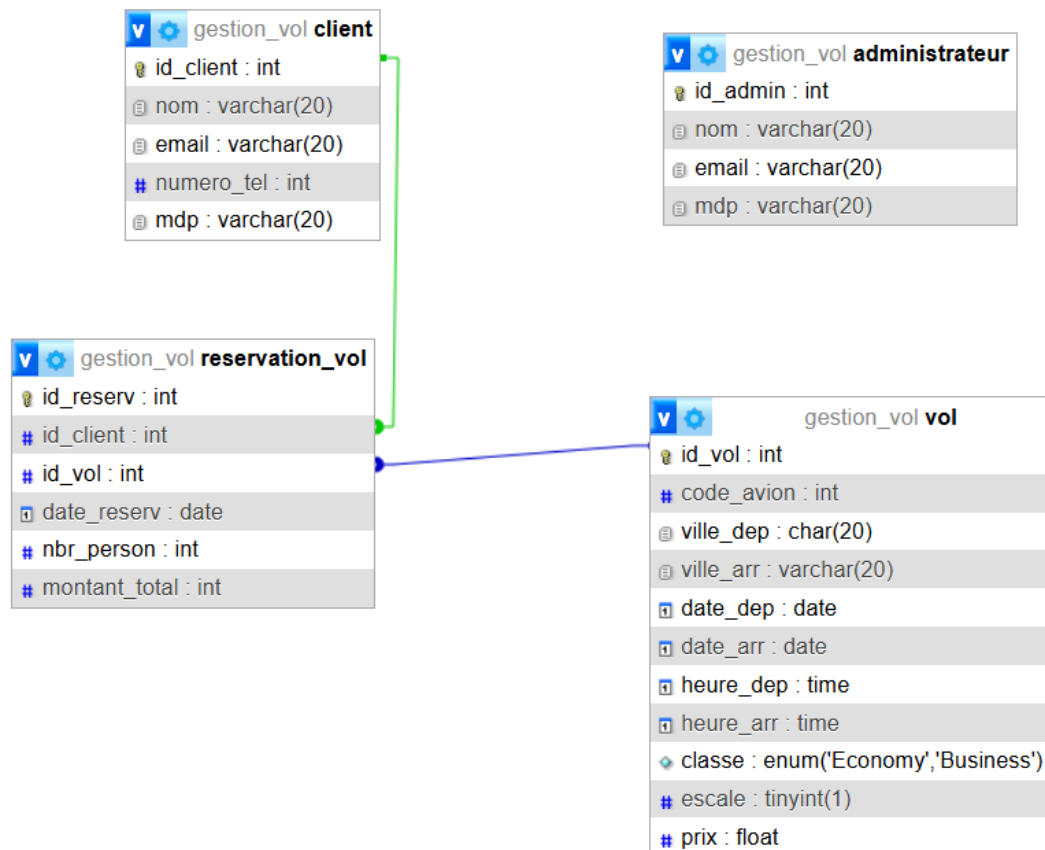 gestion_vol client
id_client : int
nom : varchar(20)
email : varchar(20)
numero_tel : int
mdp : varchar(20)
gestion_vol administrateur
id_admin : int
nom : varchar(20)
email : varchar(20)
mdp : varchar(20)
gestion_vol reservation_vol
id_reserv : int
id_client : int
id_vol : int
date_reserv : date
nbr_person : int
montant_total : int
gestion_vol vol
id_vol : int
code_avion : int
ville_dep : char(20)
ville_arr : varchar(20)
date_dep : date
date_arr : date
heure_dep : time
heure_arr : time
classe : enum('Economy','Business')
escale : tinyint(1)
prix : float